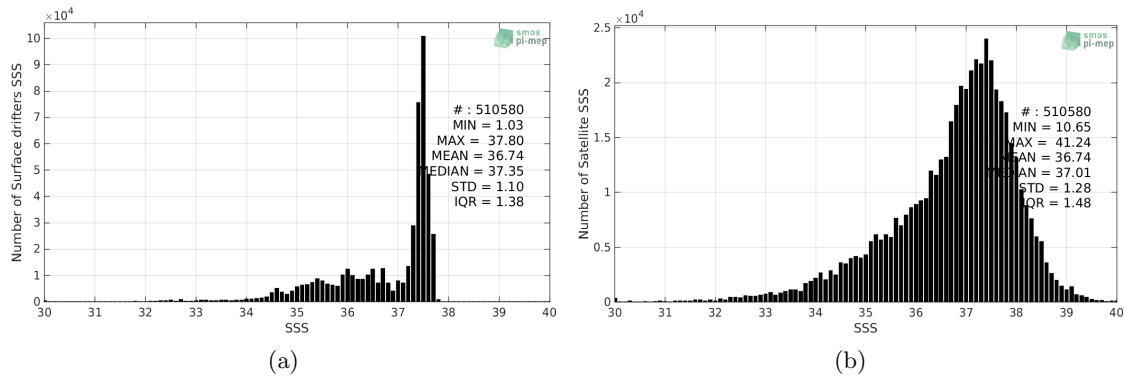 ×10⁴
10
9
8
7
6
5
4
3
2
1
0
Number of Surface drifters SSS
smos
pi-mep
# : 510580
MIN = 1.03
MAX = 37.80
MEAN = 36.74
MEDIAN = 37.35
STD = 1.10
IQR = 1.38
30 31 32 33 34 35 36 37 38 39 40
SSS
(a)
×10⁴
2.5
2
1.5
1
0.5
0
Number of Satellite SSS
smos
pi-mep
# : 510580
MIN = 10.65
MAX = 41.24
MEAN = 36.74
MEDIAN = 37.01
STD = 1.28
IQR = 1.48
30 31 32 33 34 35 36 37 38 39 40
SSS
(b)